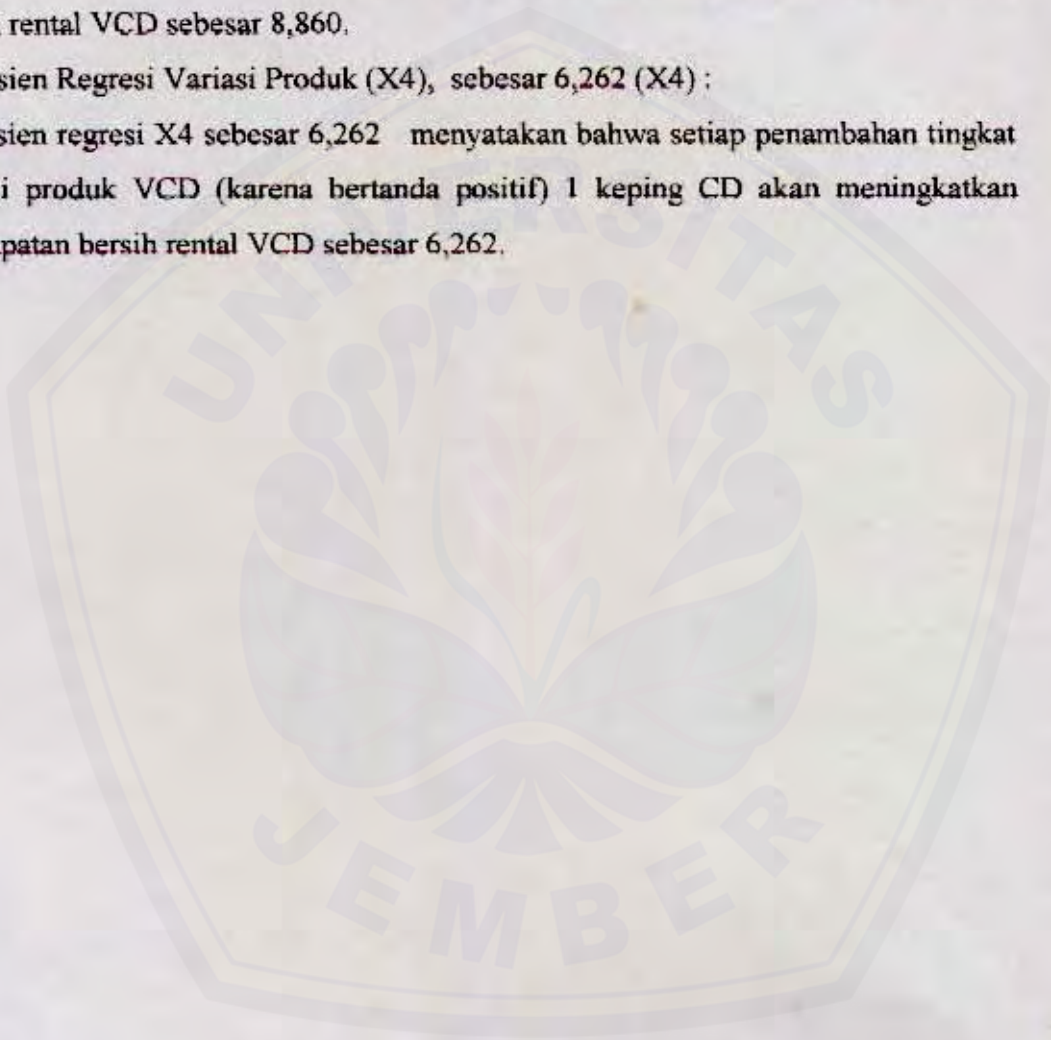 rental VCD sebesar 8,860.
sien Regresi Variasi Produk (X4), sebesar 6,262 (X4) :
sien regresi X4 sebesar 6,262 menyatakan bahwa setiap penambahan tingkat
i produk VCD (karena bertanda positif) 1 keping CD akan meningkatkan
patan bersih rental VCD sebesar 6,262.
UNIVERSITAS
JEMBER